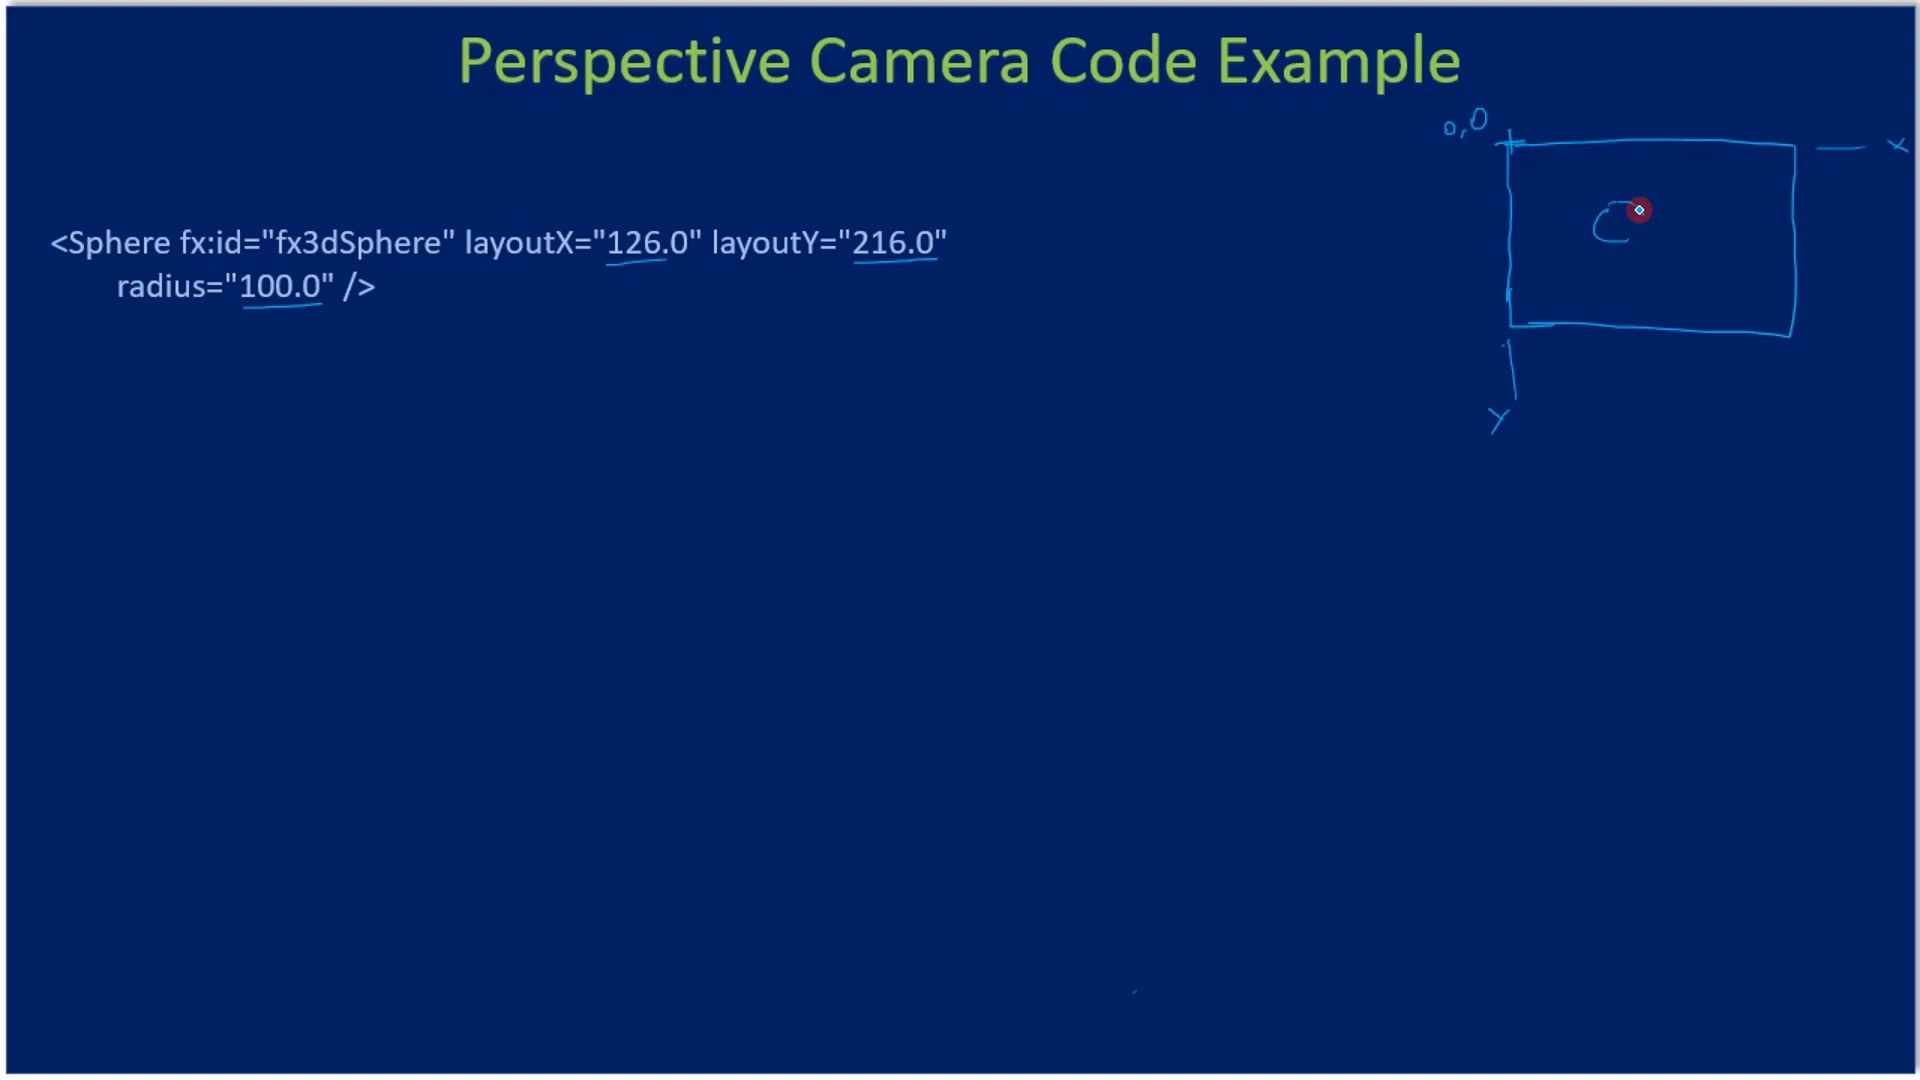 Perspective Camera Code Example
0,0
X
<Sphere fx:id="fx3dSphere" layoutX="126.0" layoutY="216.0"
radius="100.0" />
Y